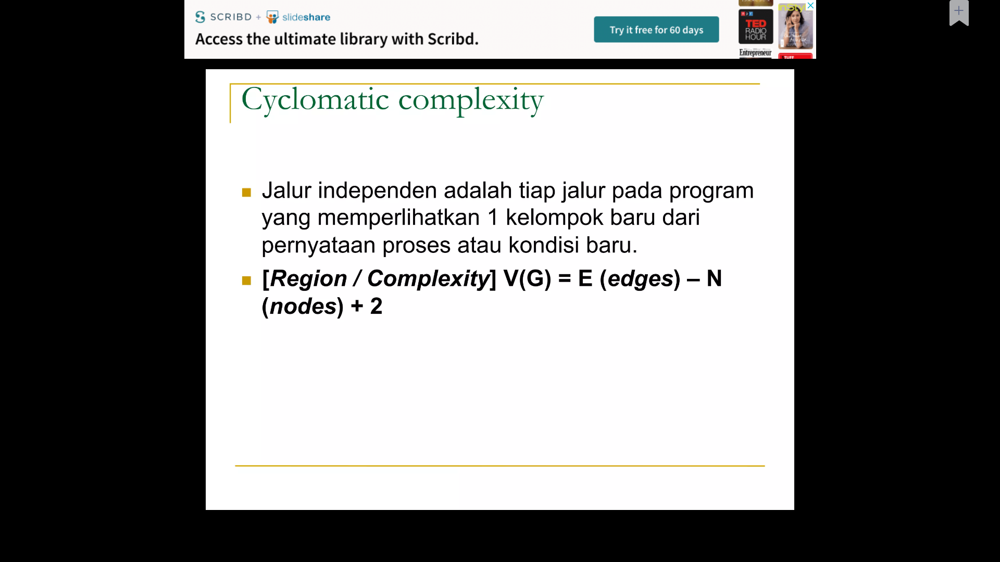 SCRIBD + slideshare
Access the ultimate library with Scribd.
Try it free for 60 days
TED
RADIO
HOUR
InStyle
Entrepreneur
Cyclomatic complexity
Jalur independen adalah tiap jalur pada program
yang memperlihatkan 1 kelompok baru dari
pernyataan proses atau kondisi baru.
[Region / Complexity] V(G) = E (edges) – N
(nodes) + 2